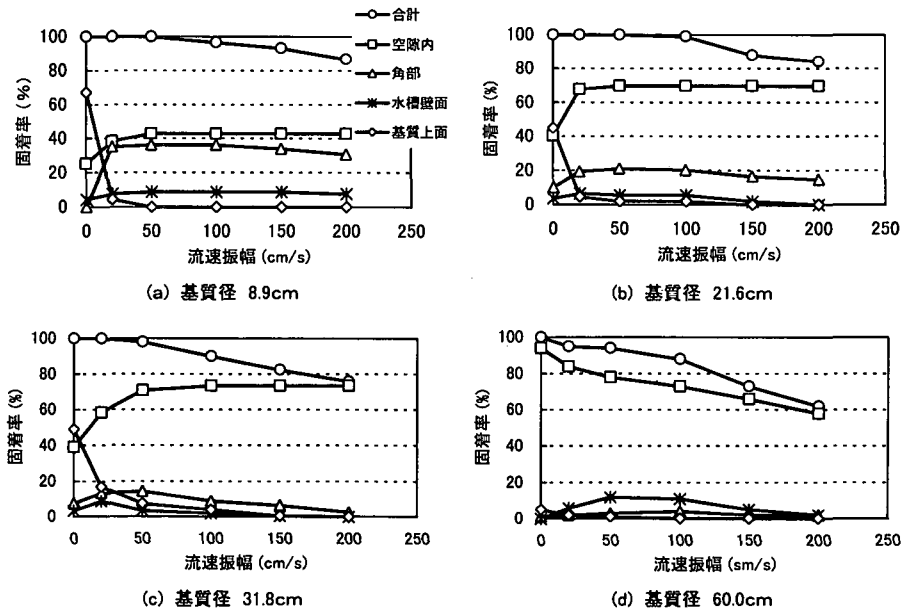 合計
空隙内
角部
水槽壁面
基質上面
固着率(%)
100
80
60
40
20
0
0 50 100 150 200 250
流速振幅(cm/s)
(a) 基質径 8.9cm
固着率(%)
100
80
60
40
20
0
0 50 100 150 200 250
流速振幅(cm/s)
(b) 基質径 21.6cm
固着率(%)
100
80
60
40
20
0
0 50 100 150 200 250
流速振幅(cm/s)
(c) 基質径 31.8cm
固着率(%)
100
80
60
40
20
0
0 50 100 150 200 250
流速振幅(sm/s)
(d) 基質径 60.0cm